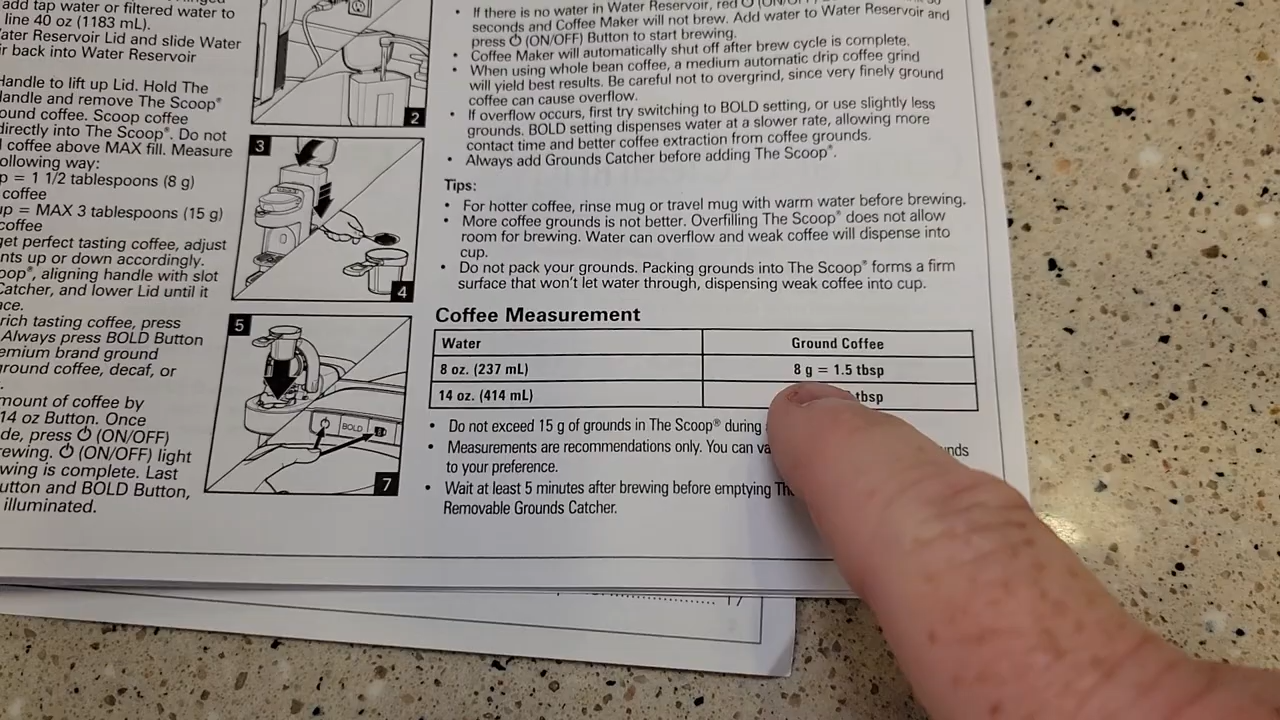 add tap water or filtered water to
line 40 oz (1183 mL).
ater Reservoir Lid and slide Water
ir back into Water Reservoir
Handle to lift up Lid. Hold The
Handle and remove The Scoop®
ound coffee. Scoop coffee
directly into The Scoop®. Do not
l coffee above MAX fill. Measure
ollowing way:
p = 1 1/2 tablespoons (8 g)
coffee
up = MAX 3 tablespoons (15 g)
coffee
get perfect tasting coffee, adjust
nts up or down accordingly.
oop®, aligning handle with slot
Catcher, and lower Lid until it
ace.
rich tasting coffee, press
Always press BOLD Button
emium brand ground
ground coffee, decaf, or
mount of coffee by
14 oz Button. Once
de, press ⏻ (ON/OFF)
rewing. ⏻ (ON/OFF) light
wing is complete. Last
utton and BOLD Button,
illuminated.
2
3
4
5
BOLD
7
• If there is no water in Water Reservoir, red ⏻ (ON/OFF)
seconds and Coffee Maker will not brew. Add water to Water Reservoir and
press ⏻ (ON/OFF) Button to start brewing.
• Coffee Maker will automatically shut off after brew cycle is complete.
• When using whole bean coffee, a medium automatic drip coffee grind
will yield best results. Be careful not to overgrind, since very finely ground
coffee can cause overflow.
• If overflow occurs, first try switching to BOLD setting, or use slightly less
grounds. BOLD setting dispenses water at a slower rate, allowing more
contact time and better coffee extraction from coffee grounds.
• Always add Grounds Catcher before adding The Scoop®.
Tips:
• For hotter coffee, rinse mug or travel mug with warm water before brewing.
• More coffee grounds is not better. Overfilling The Scoop® does not allow
room for brewing. Water can overflow and weak coffee will dispense into
cup.
• Do not pack your grounds. Packing grounds into The Scoop® forms a firm
surface that won't let water through, dispensing weak coffee into cup.
Coffee Measurement
Water Ground Coffee
8 oz. (237 mL) 8 g = 1.5 tbsp
14 oz. (414 mL) tbsp
• Do not exceed 15 g of grounds in The Scoop® during
• Measurements are recommendations only. You can va nds
to your preference.
• Wait at least 5 minutes after brewing before emptying The
Removable Grounds Catcher.
17